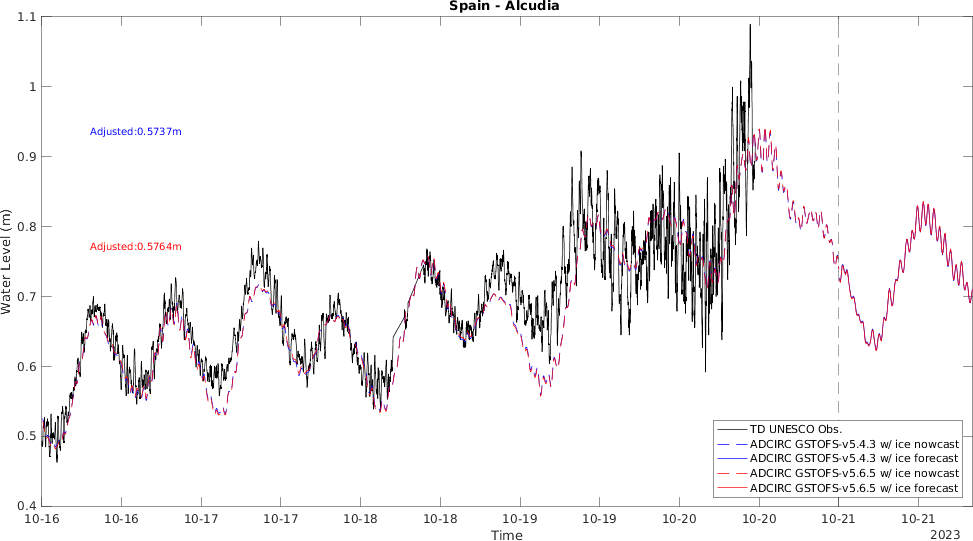 Spain - Alcudia
1.1
1
0.9
0.8
0.7
0.6
0.5
0.4
Water Level (m)
Adjusted:0.5737m
Adjusted:0.5764m
TD UNESCO Obs.
ADCIRC GSTOFS-v5.4.3 w/ ice nowcast
ADCIRC GSTOFS-v5.4.3 w/ ice forecast
ADCIRC GSTOFS-v5.6.5 w/ ice nowcast
ADCIRC GSTOFS-v5.6.5 w/ ice forecast
10-16 10-16 10-17 10-17 10-18 10-18 10-19 10-19 10-20 10-20 10-21 10-21
Time
2023